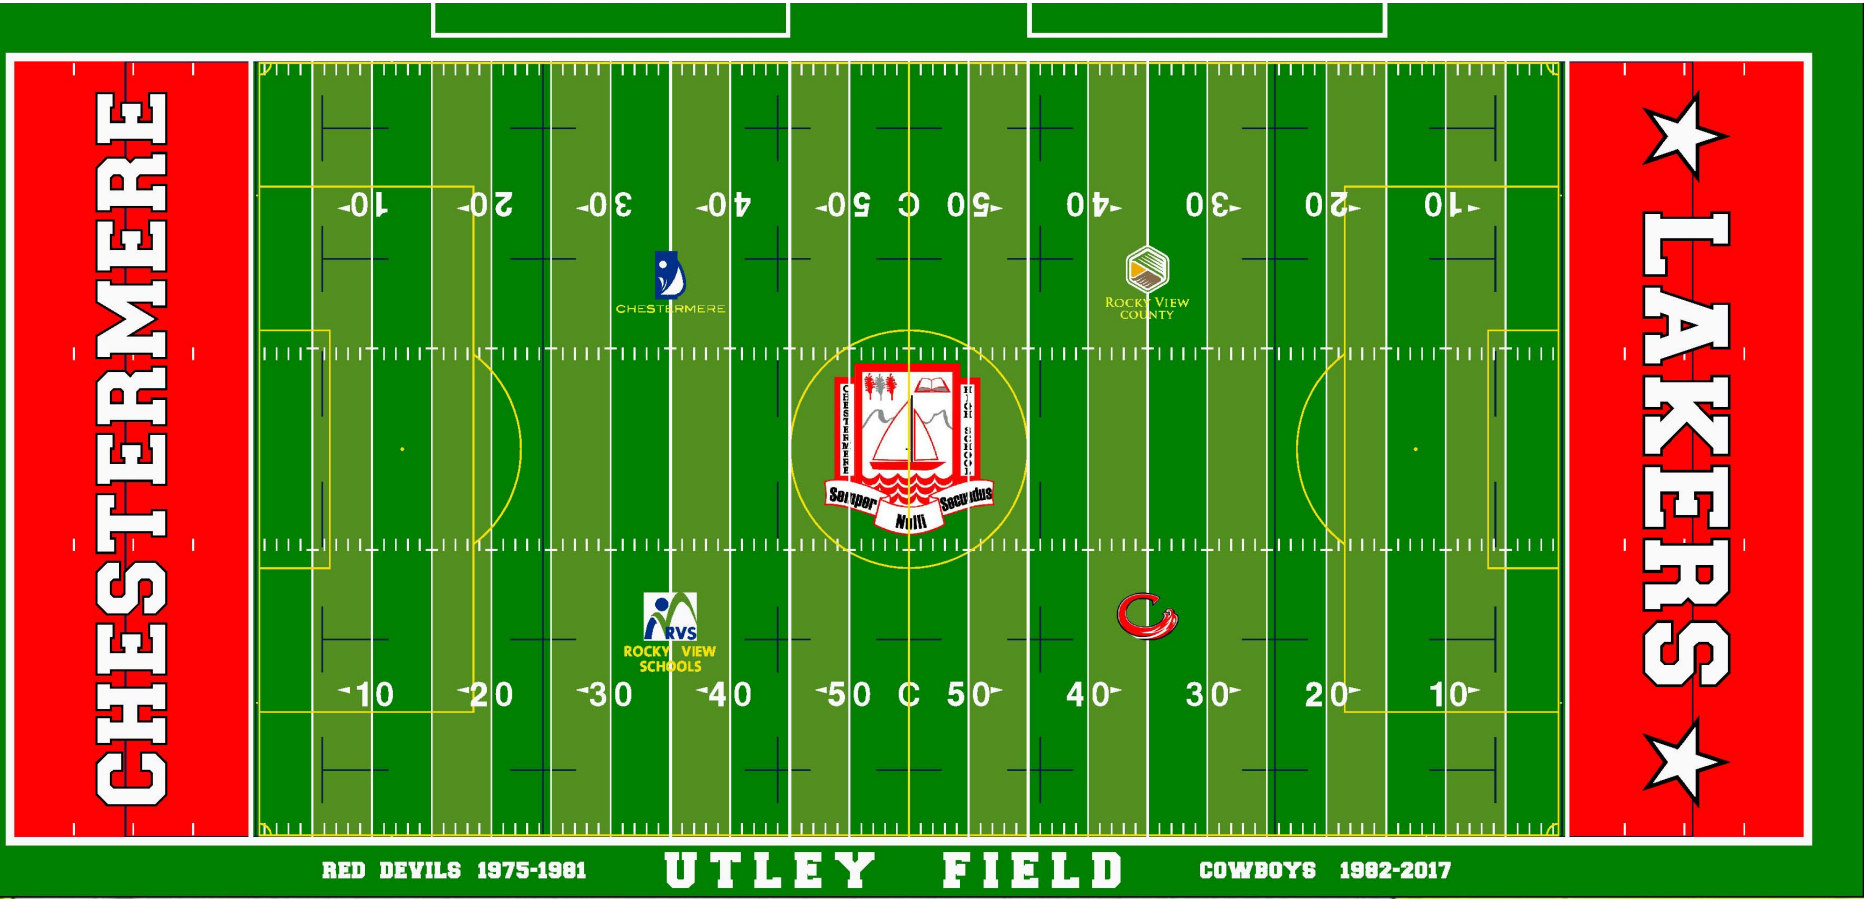 CHESTERMERE
★ LAKERS ★
10 20 30 40 50 C 50 40 30 20 10
CHESTERMERE
ROCKY VIEW
COUNTY
CHESTERMERE
HIGH SCHOOL
Semper
Nulli
Secundus
RVS
ROCKY VIEW
SCHOOLS
C
10 20 30 40 50 C 50 40 30 20 10
RED DEVILS 1975-1981
UTLEY FIELD
COWBOYS 1982-2017